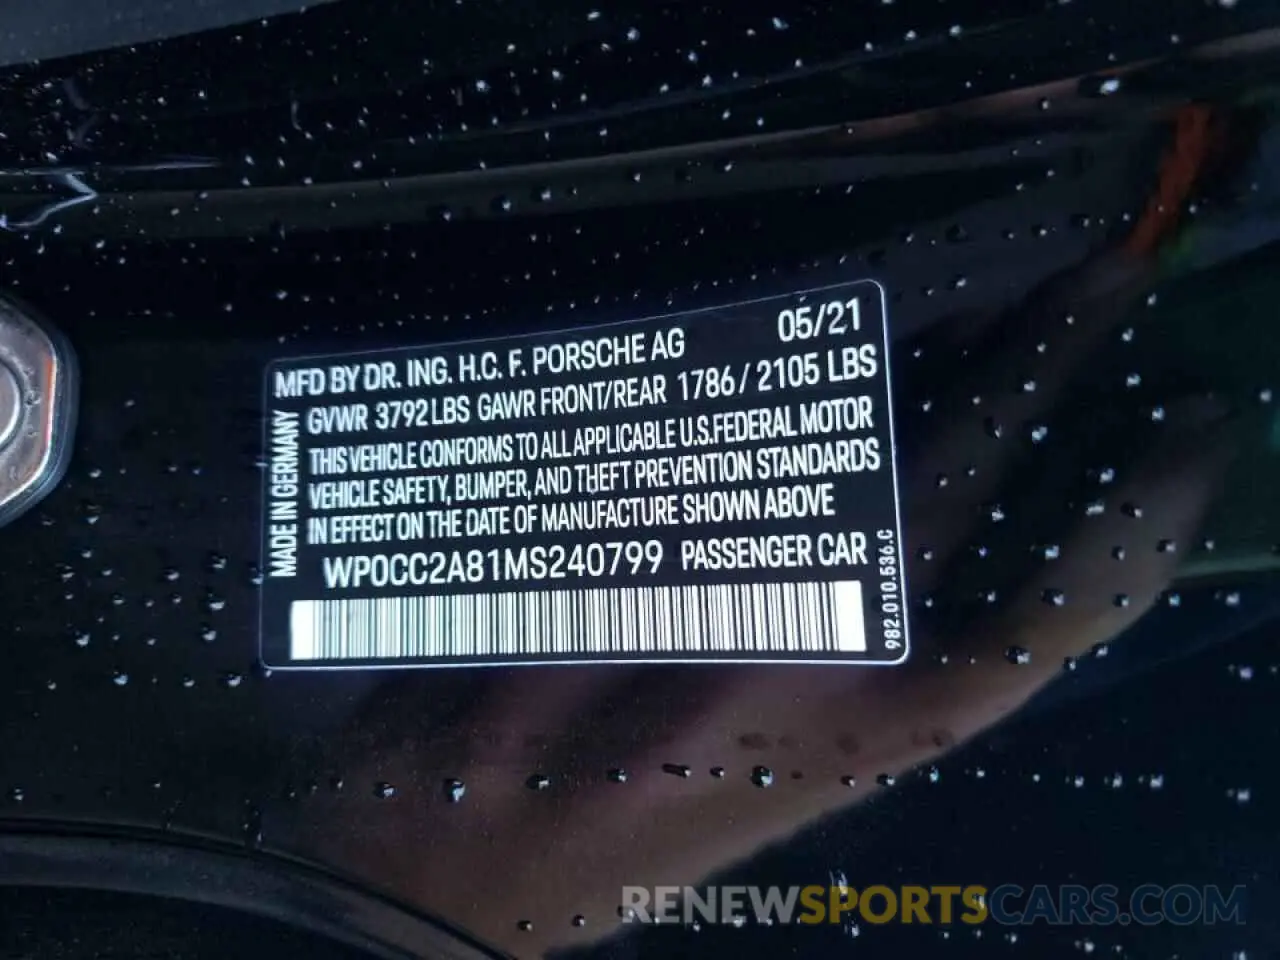 MFD BY DR. ING. H.C. F. PORSCHE AG 05/21
GVWR 3792 LBS GAWR FRONT/REAR 1786 / 2105 LBS
THIS VEHICLE CONFORMS TO ALL APPLICABLE U.S.FEDERAL MOTOR
VEHICLE SAFETY, BUMPER, AND THEFT PREVENTION STANDARDS
IN EFFECT ON THE DATE OF MANUFACTURE SHOWN ABOVE
WP0CC2A81MS240799 PASSENGER CAR
MADE IN GERMANY
982.010.536.C
RENEWSPORTSCARS.COM